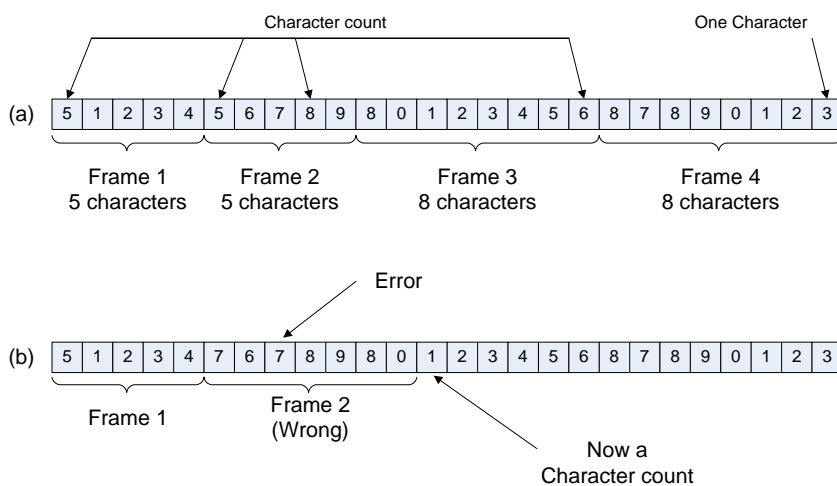 Character count
One Character
(a)
5 1 2 3 4 5 6 7 8 9 8 0 1 2 3 4 5 6 8 7 8 9 0 1 2 3
Frame 1
5 characters
Frame 2
5 characters
Frame 3
8 characters
Frame 4
8 characters
Error
(b)
5 1 2 3 4 7 6 7 8 9 8 0 1 2 3 4 5 6 8 7 8 9 0 1 2 3
Frame 1
Frame 2
(Wrong)
Now a
Character count